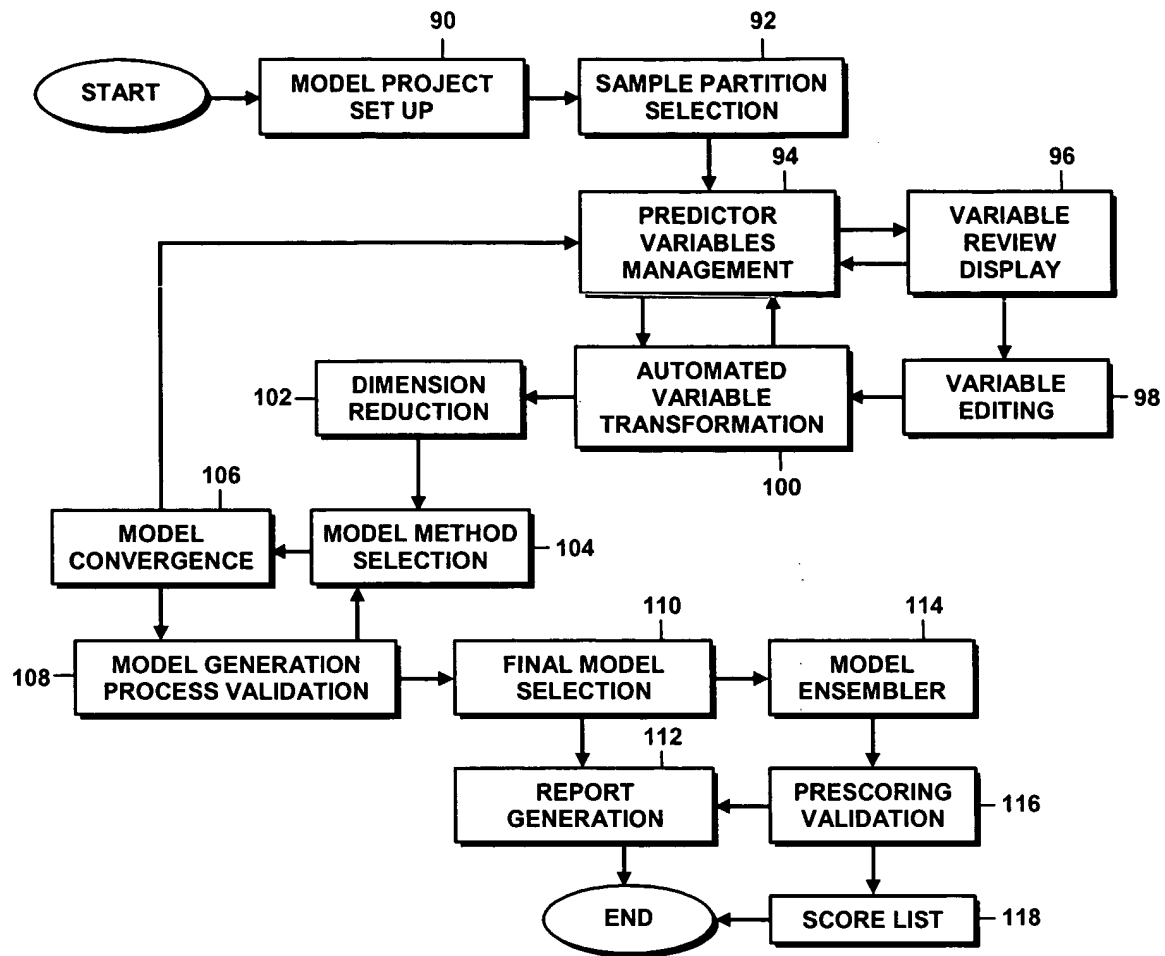 90
92
START
MODEL PROJECT
SET UP
SAMPLE PARTITION
SELECTION
94
96
PREDICTOR
VARIABLES
MANAGEMENT
VARIABLE
REVIEW
DISPLAY
102
DIMENSION
REDUCTION
AUTOMATED
VARIABLE
TRANSFORMATION
VARIABLE
EDITING
98
100
106
MODEL
CONVERGENCE
MODEL METHOD
SELECTION
104
110
114
108
MODEL GENERATION
PROCESS VALIDATION
FINAL MODEL
SELECTION
MODEL
ENSEMBLER
112
REPORT
GENERATION
PRESCORING
VALIDATION
116
END
SCORE LIST
118